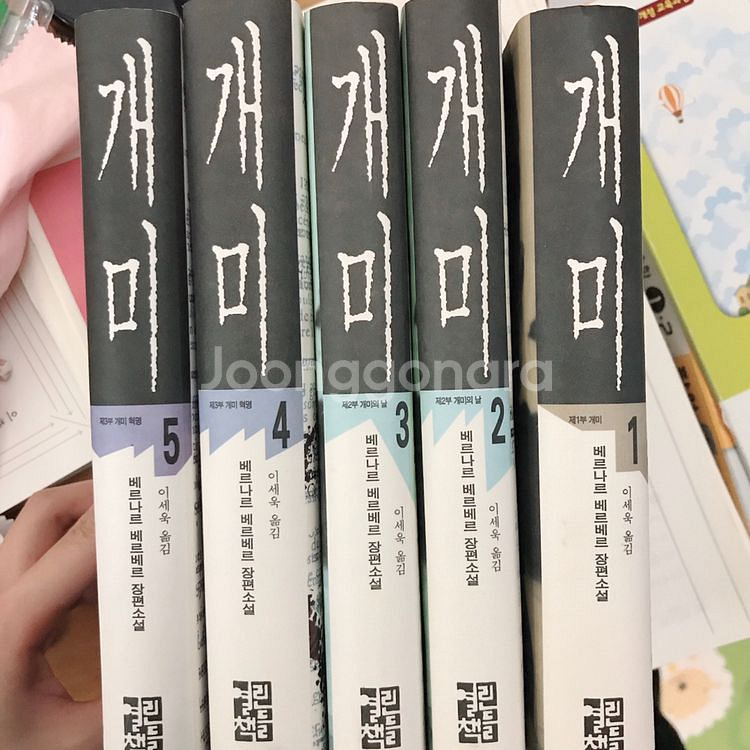 개미
제3부 개미 혁명
5
베르나르 베르베르 장편소설
이세욱 옮김
열린책들
개미
제3부 개미 혁명
4
베르나르 베르베르 장편소설
이세욱 옮김
열린책들
개미
제2부 개미의 날
3
베르나르 베르베르 장편소설
이세욱 옮김
열린책들
개미
제2부 개미의 날
2
베르나르 베르베르 장편소설
이세욱 옮김
열린책들
개미
제1부 개미
1
베르나르 베르베르 장편소설
이세욱 옮김
열린책들
Joonggonara